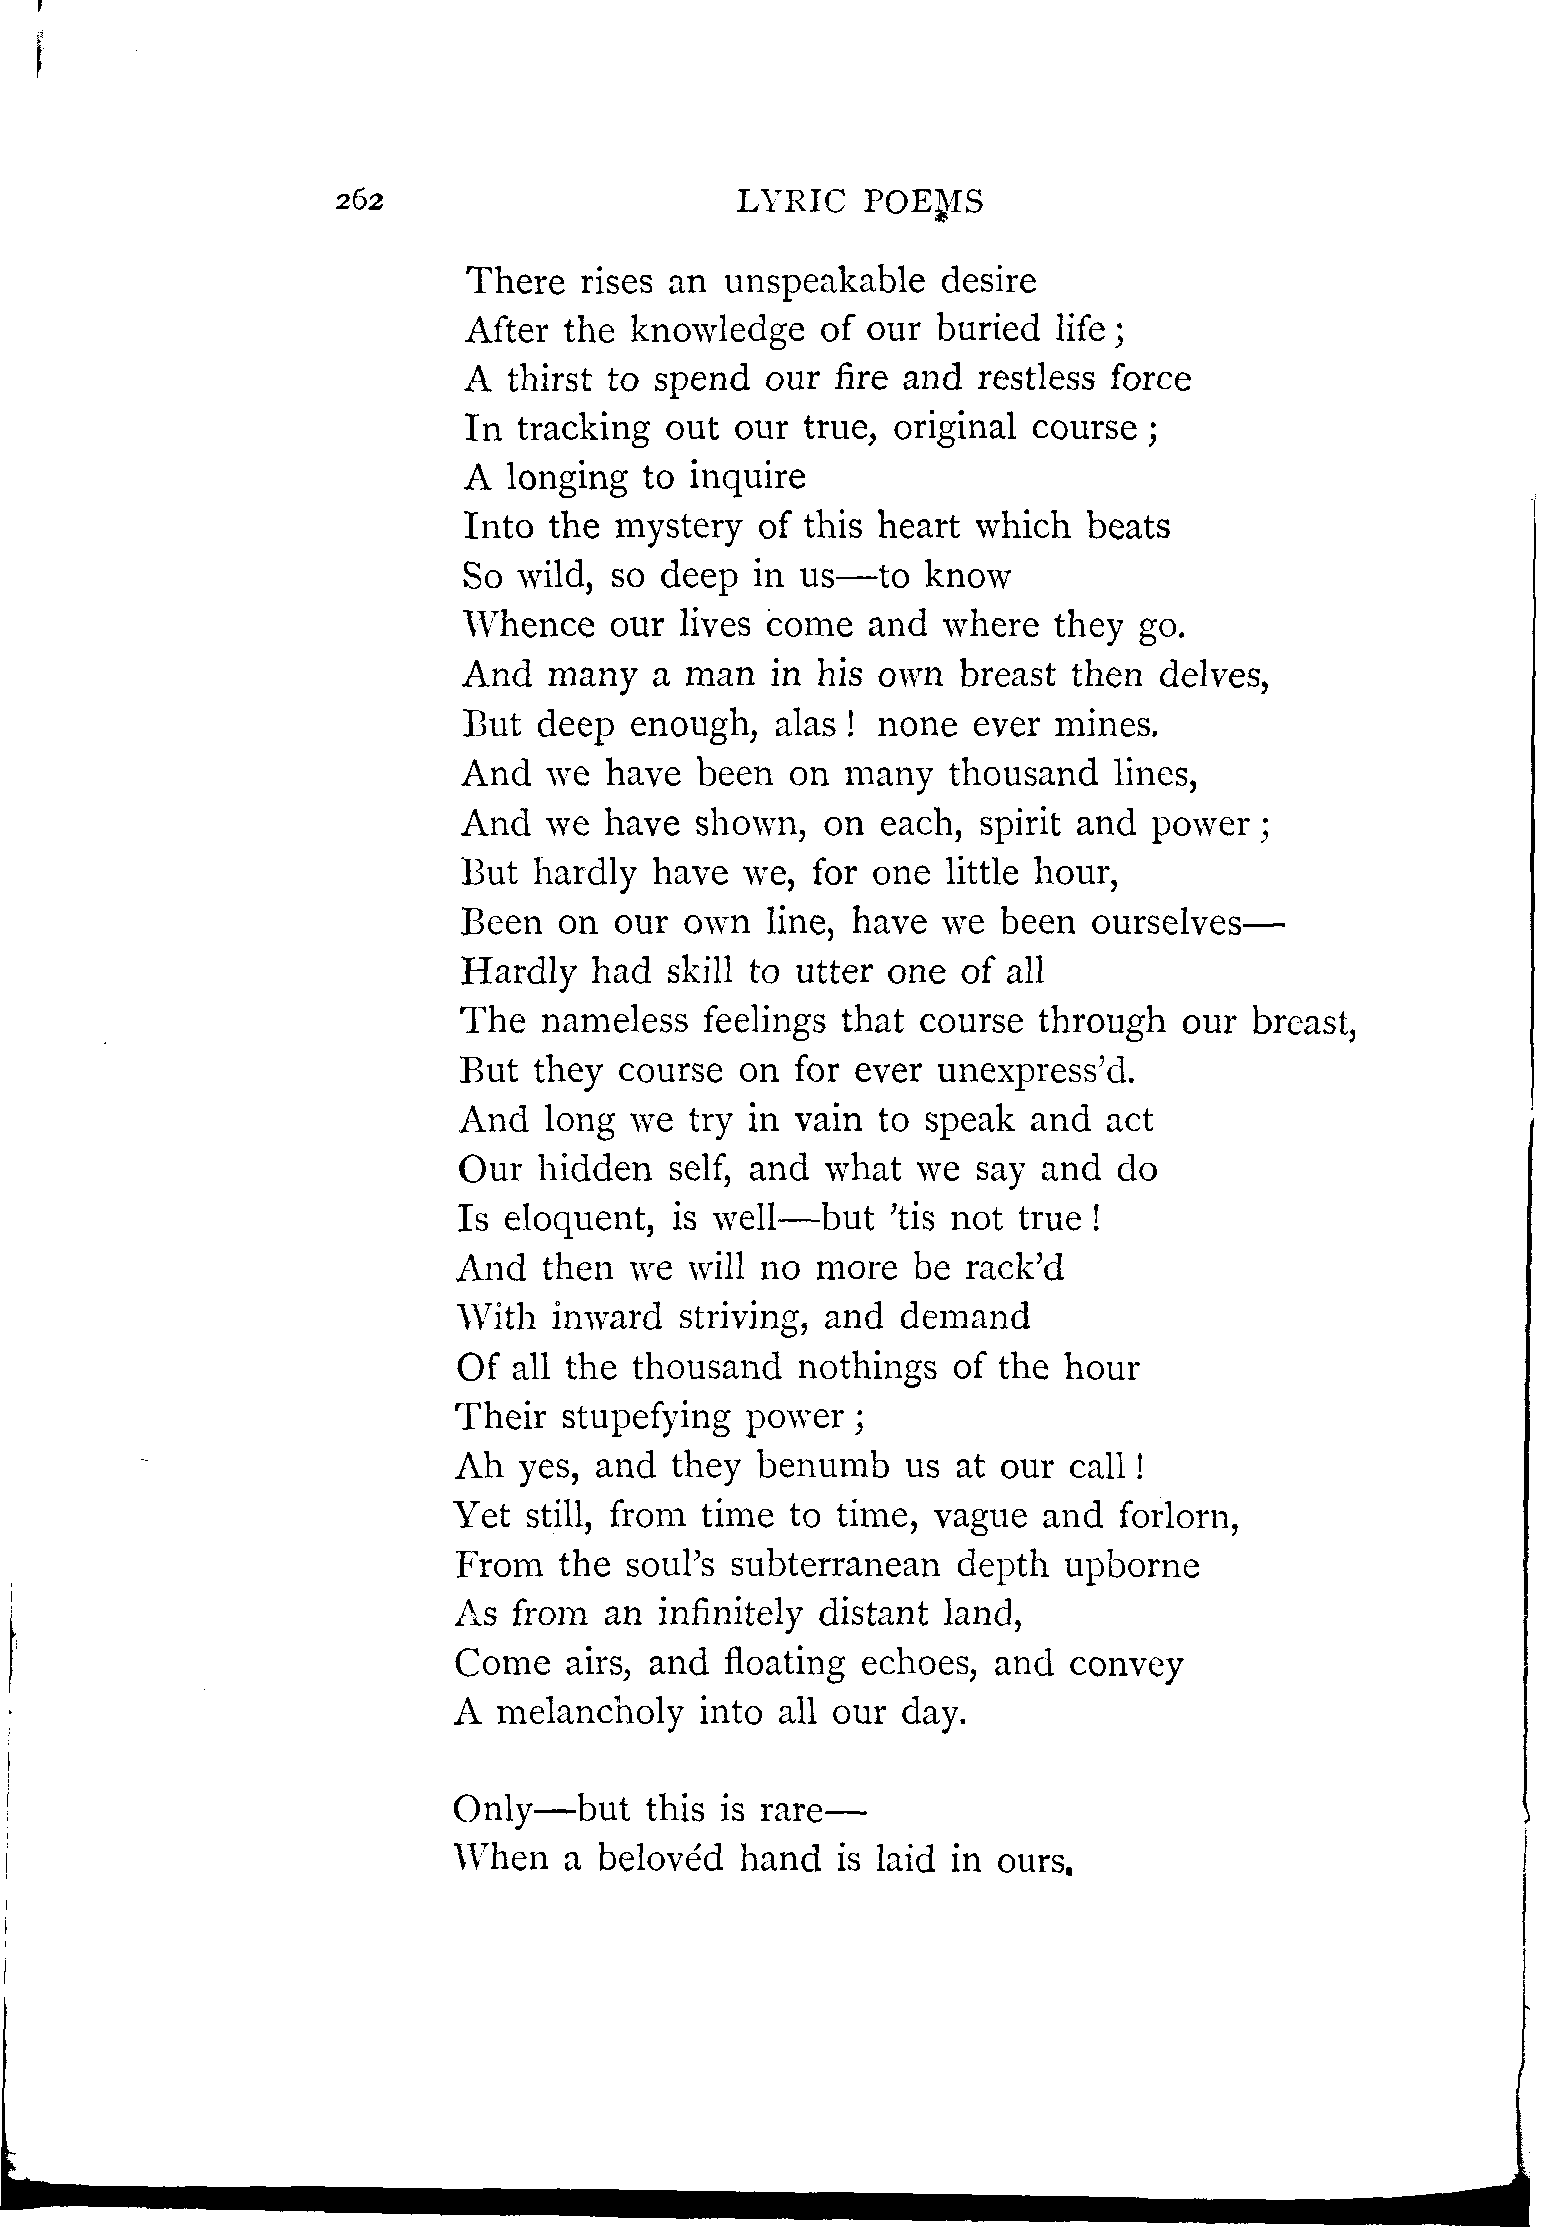 262 LYRIC POEMS
There rises an unspeakable desire
After the knowledge of our buried life;
A thirst to spend our fire and restless force
In tracking out our true, original course;
A longing to inquire
Into the mystery of this heart which beats
So wild, so deep in us—to know
Whence our lives come and where they go.
And many a man in his own breast then delves,
But deep enough, alas! none ever mines.
And we have been on many thousand lines,
And we have shown, on each, spirit and power;
But hardly have we, for one little hour,
Been on our own line, have we been ourselves—
Hardly had skill to utter one of all
The nameless feelings that course through our breast,
But they course on for ever unexpress'd.
And long we try in vain to speak and act
Our hidden self, and what we say and do
Is eloquent, is well—but 'tis not true!
And then we will no more be rack'd
With inward striving, and demand
Of all the thousand nothings of the hour
Their stupefying power;
Ah yes, and they benumb us at our call!
Yet still, from time to time, vague and forlorn,
From the soul's subterranean depth upborne
As from an infinitely distant land,
Come airs, and floating echoes, and convey
A melancholy into all our day.
Only—but this is rare—
When a belovéd hand is laid in ours.